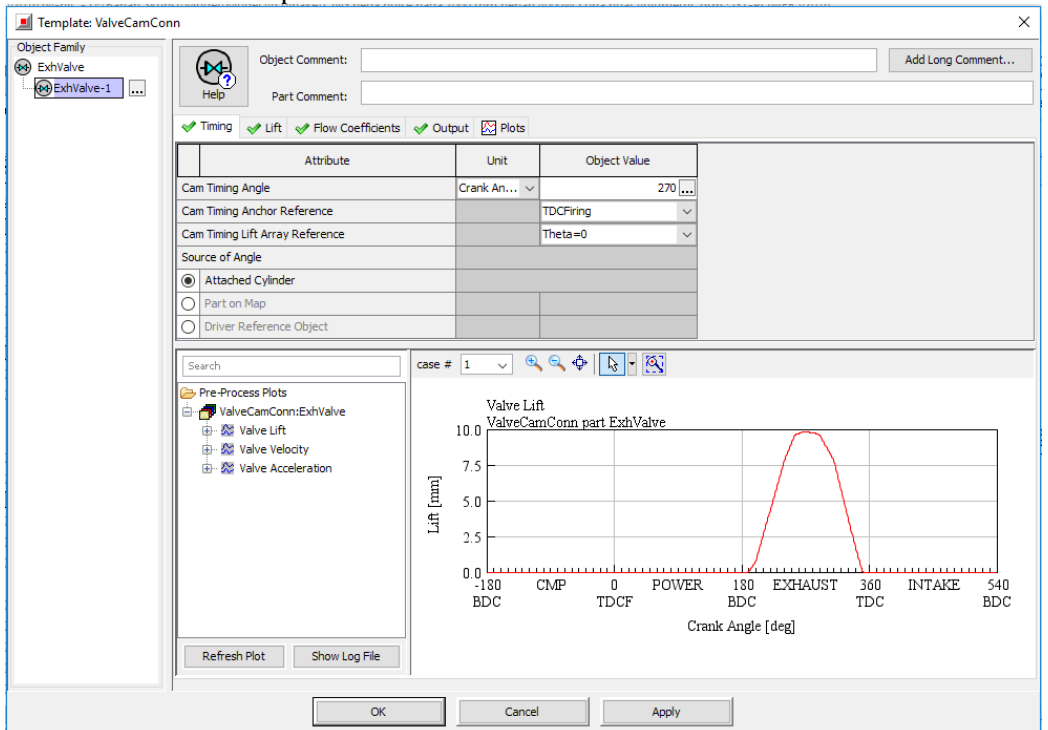 Template: ValveCamConn
Object Family
ExhValve
ExhValve-1
...
Help
Object Comment:
Add Long Comment...
Part Comment:
Timing Lift Flow Coefficients Output Plots
Attribute Unit Object Value
Cam Timing Angle Crank An... 270 ...
Cam Timing Anchor Reference TDCFiring
Cam Timing Lift Array Reference Theta=0
Source of Angle
Attached Cylinder
Part on Map
Driver Reference Object
Search
case # 1
Pre-Process Plots
ValveCamConn:ExhValve
Valve Lift
Valve Velocity
Valve Acceleration
Refresh Plot Show Log File
Valve Lift
ValveCamConn part ExhValve
10.0
7.5
5.0
2.5
0.0
Lift [mm]
-180 CMP 0 POWER 180 EXHAUST 360 INTAKE 540
BDC TDCF BDC TDC BDC
Crank Angle [deg]
OK Cancel Apply